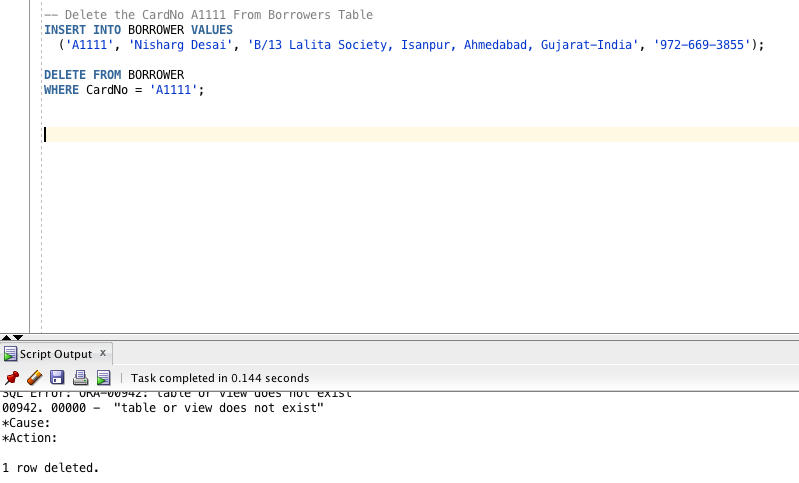 -- Delete the CardNo A1111 From Borrowers Table
INSERT INTO BORROWER VALUES
('A1111', 'Nisharg Desai', 'B/13 Lalita Society, Isanpur, Ahmedabad, Gujarat-India', '972-669-3855');
DELETE FROM BORROWER
WHERE CardNo = 'A1111';
Script Output x
Task completed in 0.144 seconds
SQL Error: ORA-00942: table or view does not exist
00942. 00000 - "table or view does not exist"
*Cause:
*Action:
1 row deleted.